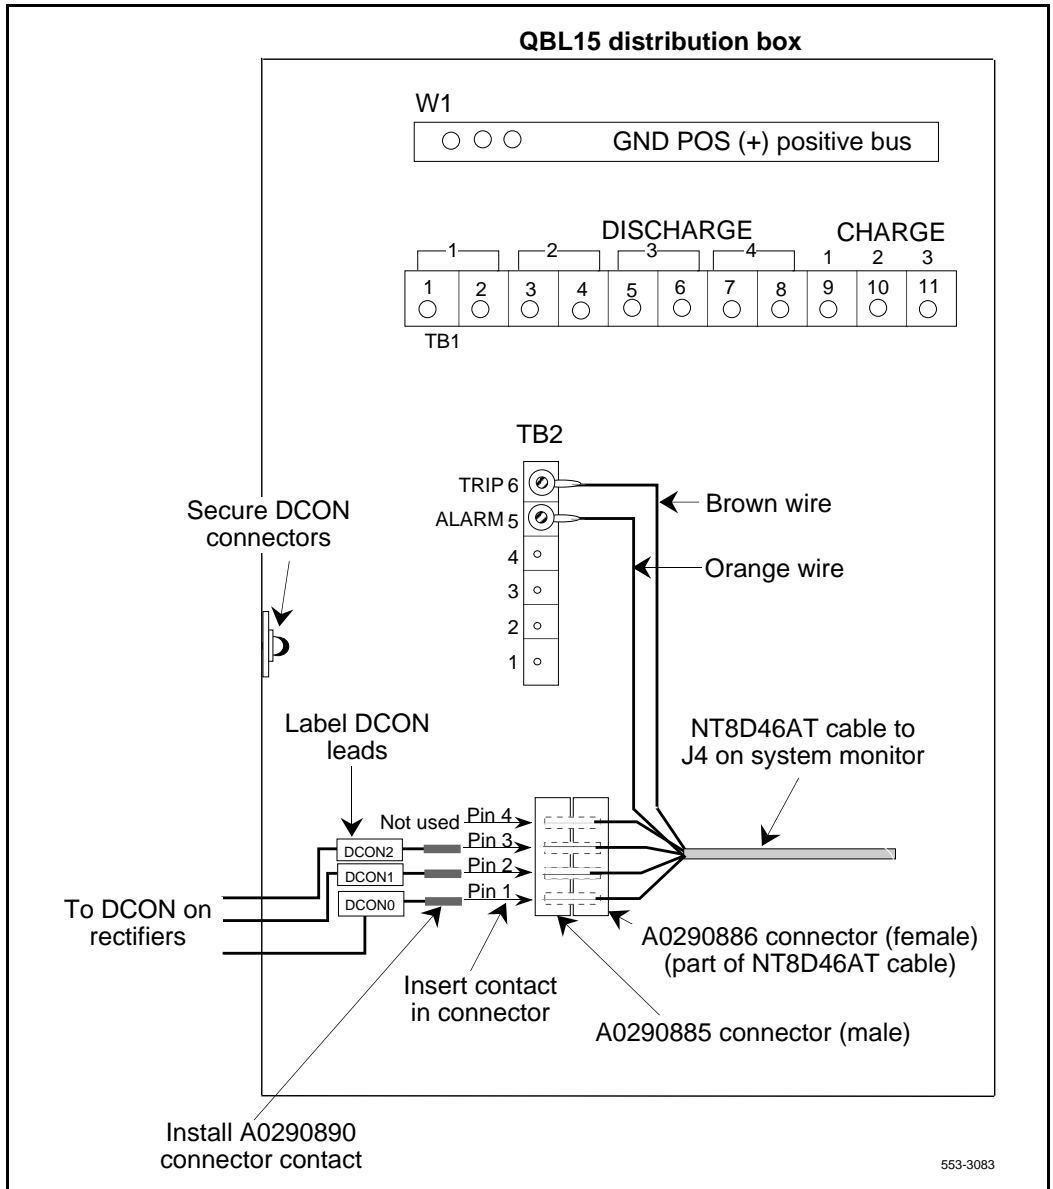 QBL15 distribution box
W1
GND POS (+) positive bus
DISCHARGE
CHARGE
1 2 3 4 1 2 3
1 2 3 4 5 6 7 8 9 10 11
TB1
TB2
TRIP 6
ALARM 5
4
3
2
1
Brown wire
Orange wire
Secure DCON
connectors
Label DCON
leads
NT8D46AT cable to
J4 on system monitor
Not used Pin 4
DCON2 Pin 3
DCON1 Pin 2
DCON0 Pin 1
To DCON on
rectifiers
Insert contact
in connector
A0290886 connector (female)
(part of NT8D46AT cable)
A0290885 connector (male)
Install A0290890
connector contact
553-3083